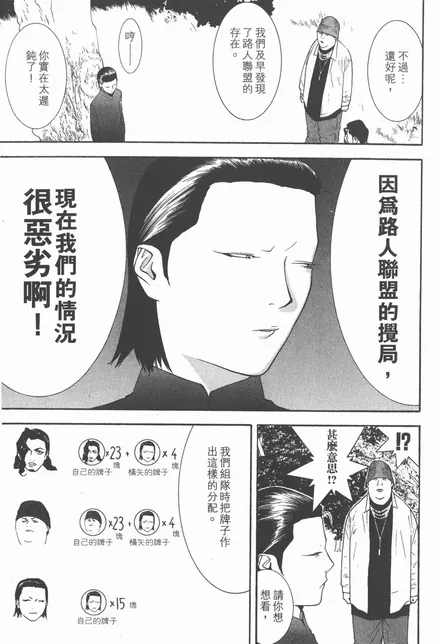 不過…
還好呢，
我們及早發現
了路人聯盟的
存在。
哼——
你實在太遲
鈍了！
因為路人聯盟的攪局，
現在我們的情況
很惡劣啊！
!?
甚麼意思!?
請你想
想看，
我們組隊時把牌子作
出這樣的分配。
×23塊 + ×4塊
自己的牌子 橫矢的牌子
×23塊 + ×4塊
自己的牌子 橫矢的牌子
×15塊
自己的牌子